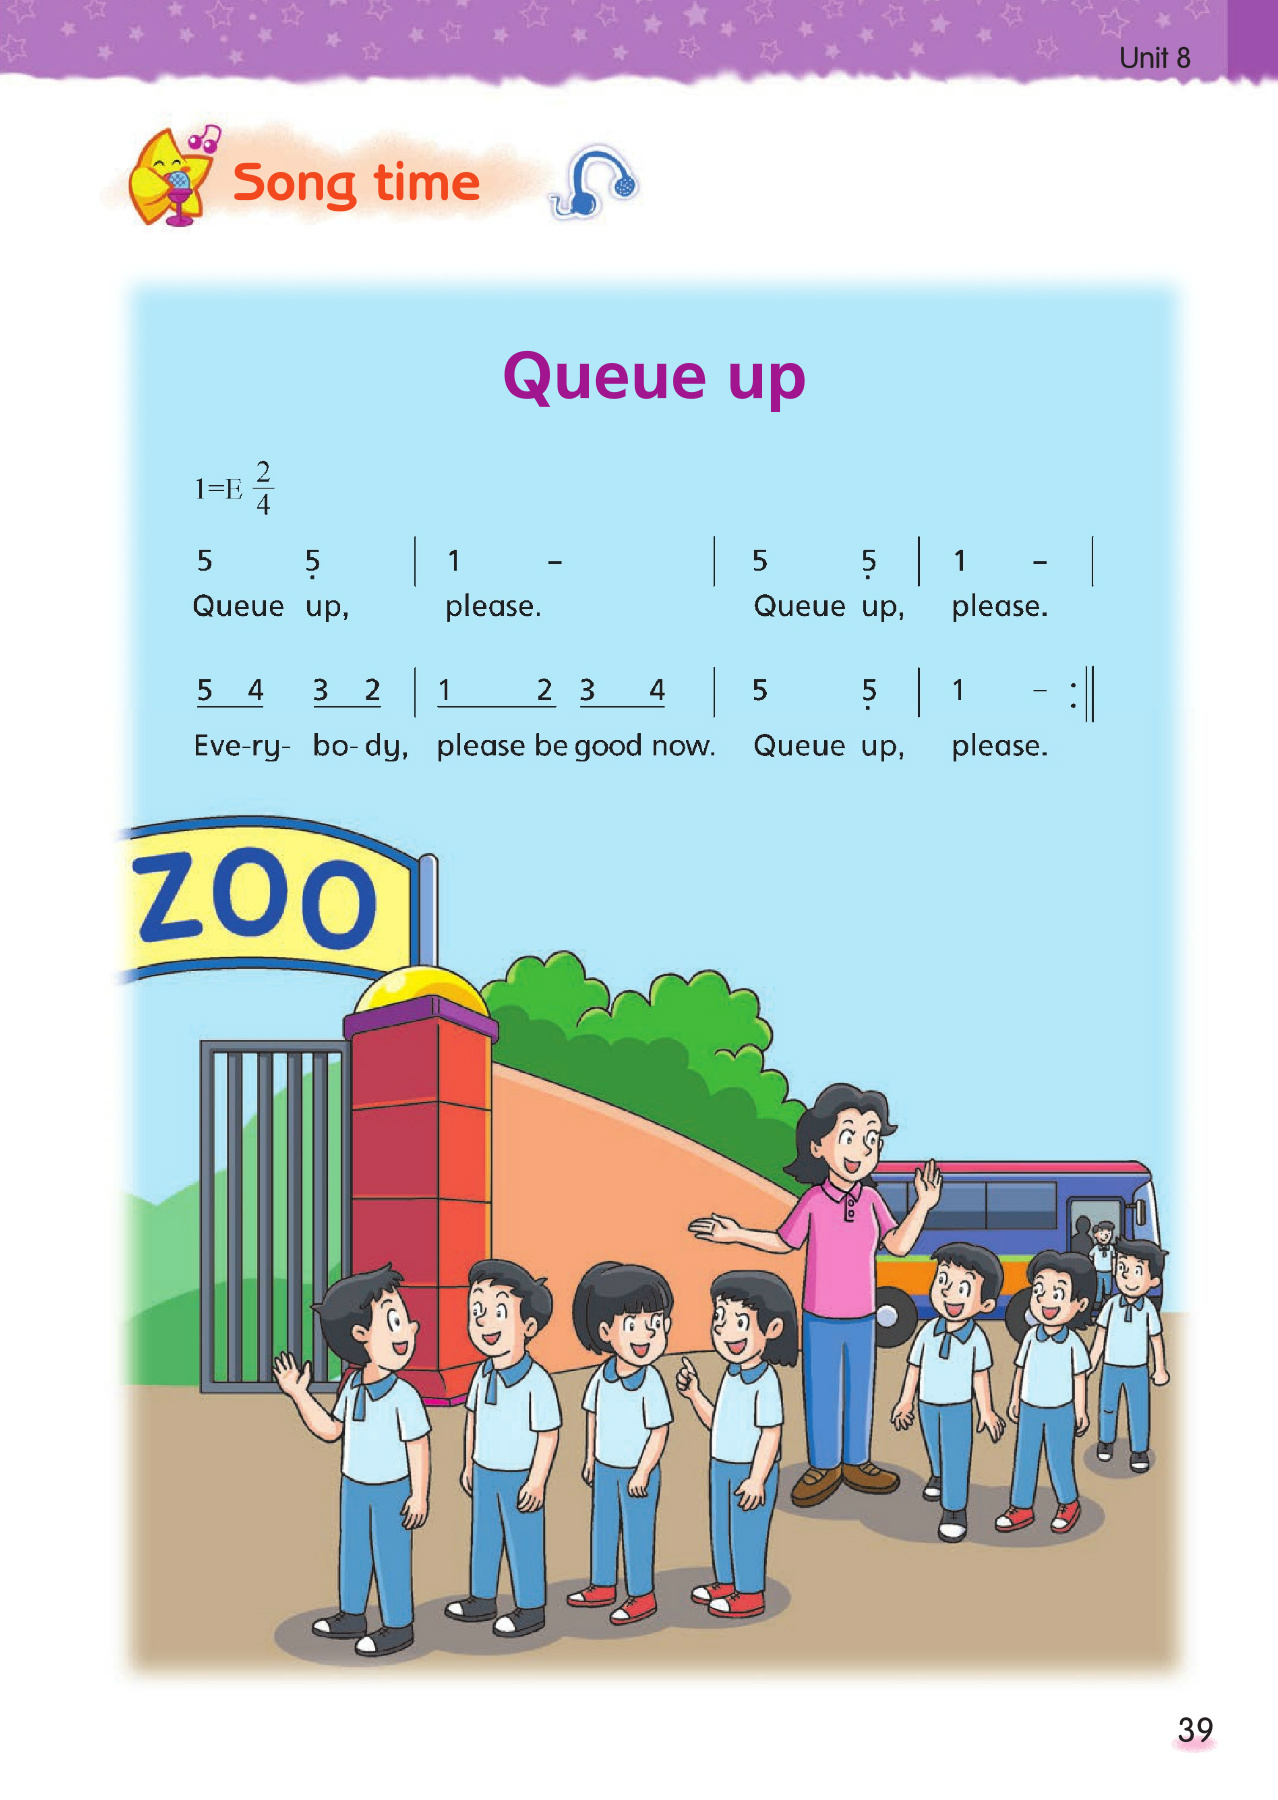 Unit 8
Song time
Queue up
1=E 2/4
5 5̣ | 1 – | 5 5̣ | 1 – |
Queue up, please. Queue up, please.
5 4 3 2 | 1 2 3 4 | 5 5̣ | 1 – :||
Eve-ry- bo- dy, please be good now. Queue up, please.
ZOO
39